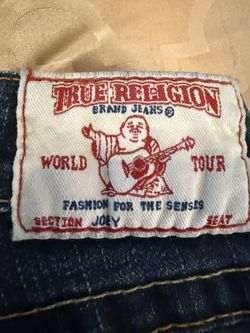 TRUE RELIGION
BRAND JEANS®
WORLD TOUR
FASHION FOR THE SENSES
SECTION JOEY SEAT